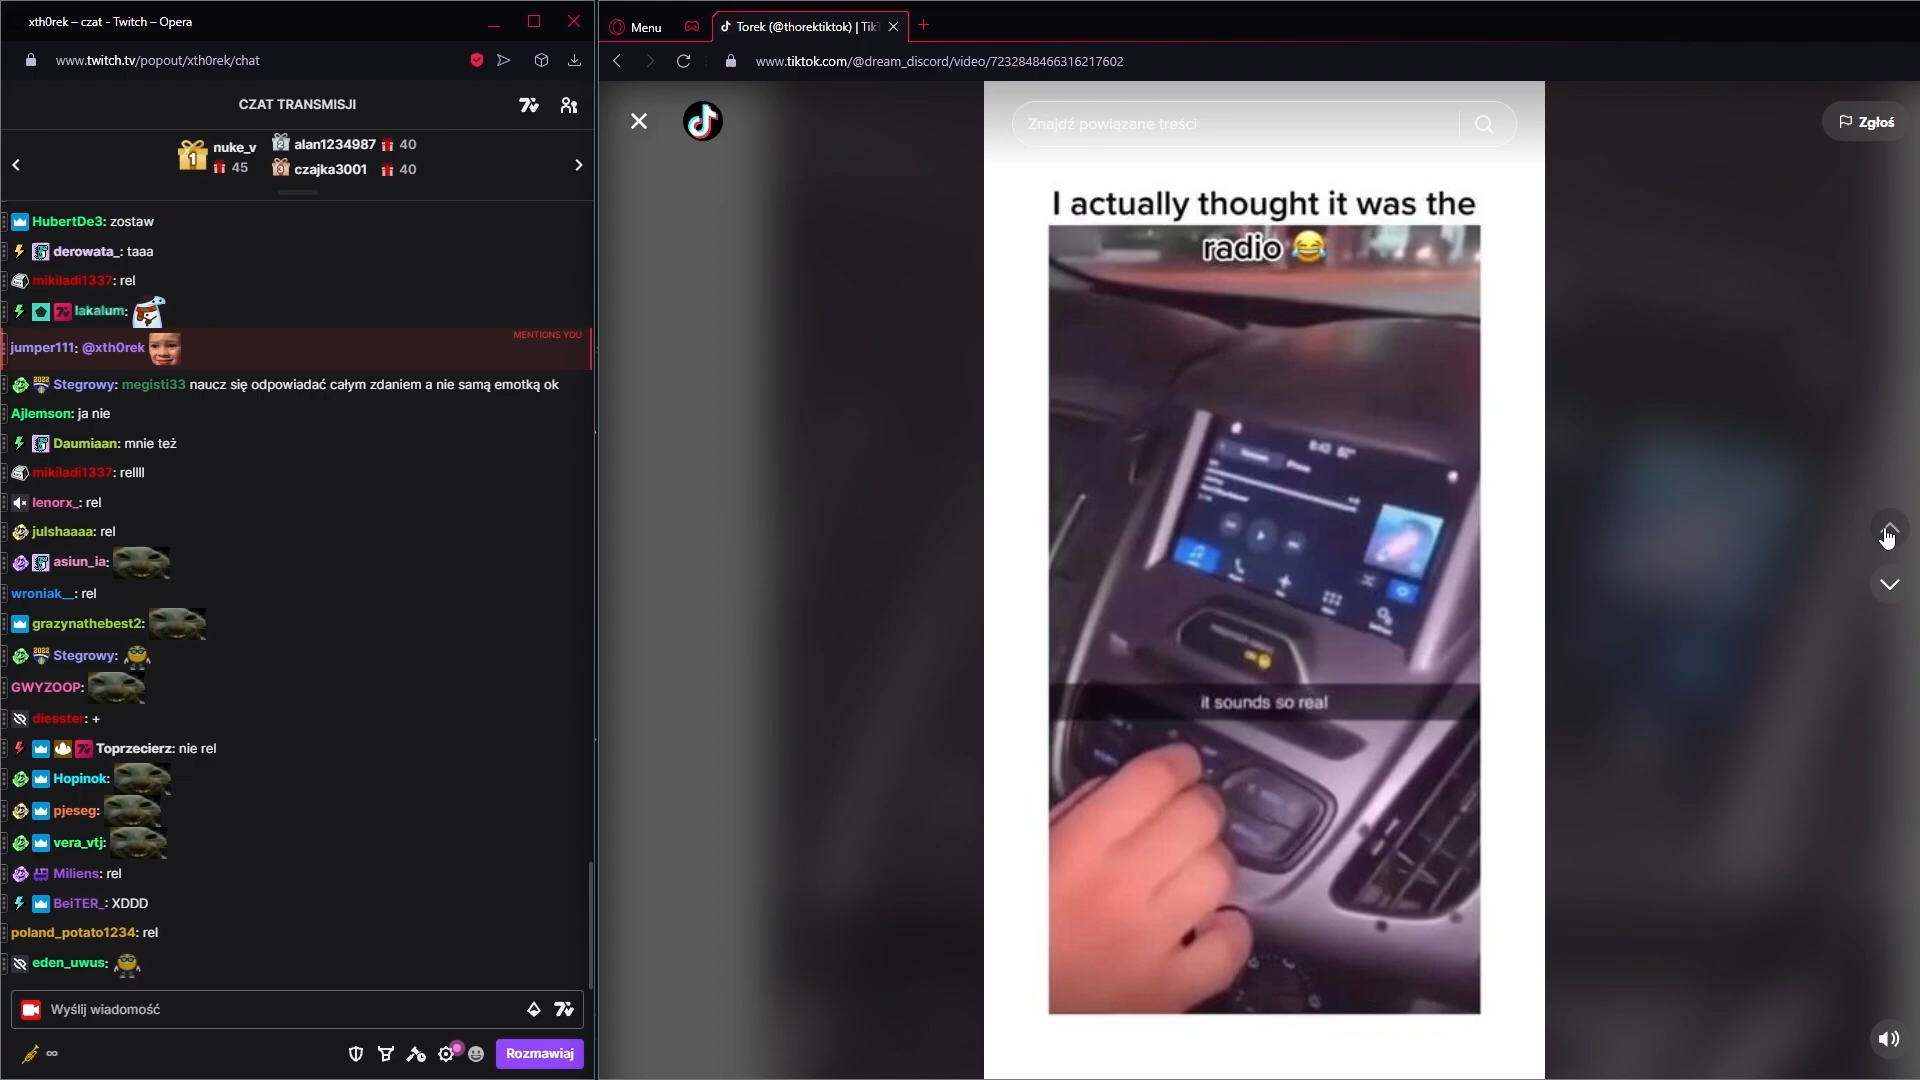 xth0rek – czat - Twitch – Opera
www.twitch.tv/popout/xth0rek/chat
CZAT TRANSMISJI
nuke_v
45
alan1234987 40
czajka3001 40
HubertDe3: zostaw
derowata_: taaa
mikiladi1337: rel
lakalum:
MENTIONS YOU
jumper111: @xth0rek
Stegrowy: megisti33 naucz się odpowiadać całym zdaniem a nie samą emotką ok
Ajlemson: ja nie
Daumiaan: mnie też
mikiladi1337: rellll
lenorx_: rel
julshaaaa: rel
asiun_ia:
wroniak__: rel
grazynathebest2:
Stegrowy:
GWYZOOP:
diesster: +
Toprzecierz: nie rel
Hopinok:
pjeseg:
vera_vtj:
Miliens: rel
BeiTER_: XDDD
poland_potato1234: rel
eden_uwus:
Wyślij wiadomość
∞
Rozmawiaj
Menu
Torek (@thorektiktok) | Tik
www.tiktok.com/@dream_discord/video/7232848466316217602
Znajdź powiązane treści
Zgłoś
I actually thought it was the
radio 😂
it sounds so real